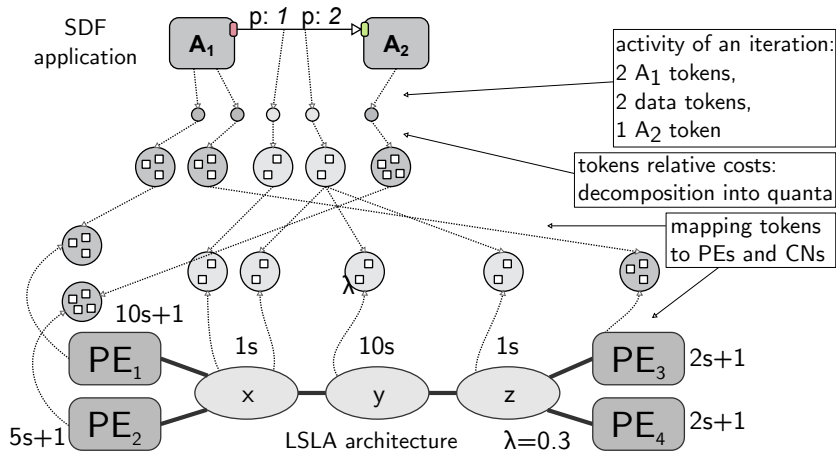 SDF
application
A1
p: 1
p: 2
A2
activity of an iteration:
2 A1 tokens,
2 data tokens,
1 A2 token
tokens relative costs:
decomposition into quanta
mapping tokens
to PEs and CNs
λ
10s+1
PE1
1s
10s
1s
PE3
2s+1
x
y
z
5s+1
PE2
LSLA architecture
λ=0.3
PE4
2s+1